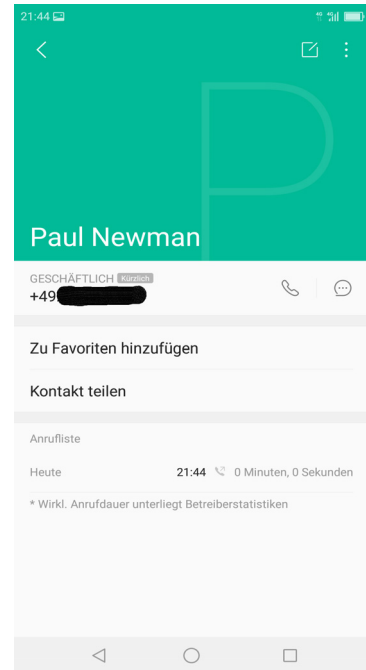 21:44
P
Paul Newman
GESCHÄFTLICH Kürzlich
+49
Zu Favoriten hinzufügen
Kontakt teilen
Anrufliste
Heute 21:44 0 Minuten, 0 Sekunden
* Wirkl. Anrufdauer unterliegt Betreiberstatistiken